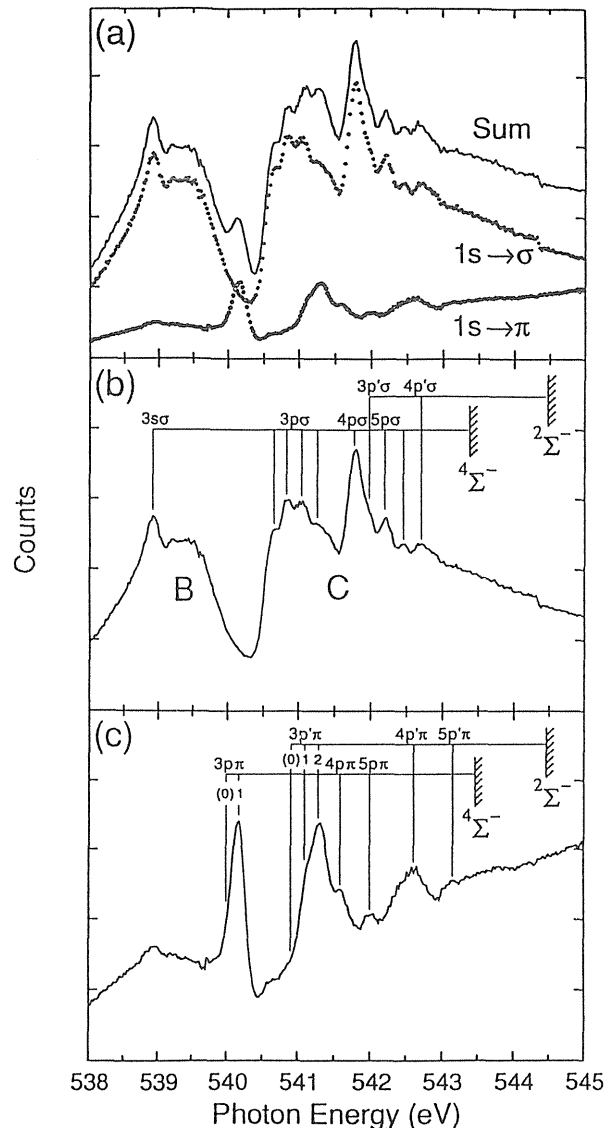 (a)
Sum
1s→σ
1s→π
(b)
3p'σ 4p'σ
3sσ 3pσ 4pσ 5pσ
²Σ⁻
⁴Σ⁻
B C
Counts
(c)
3p'π 4p'π 5p'π
3pπ (0) 1 2 4pπ 5pπ
(0) 1
²Σ⁻
⁴Σ⁻
538 539 540 541 542 543 544 545
Photon Energy (eV)